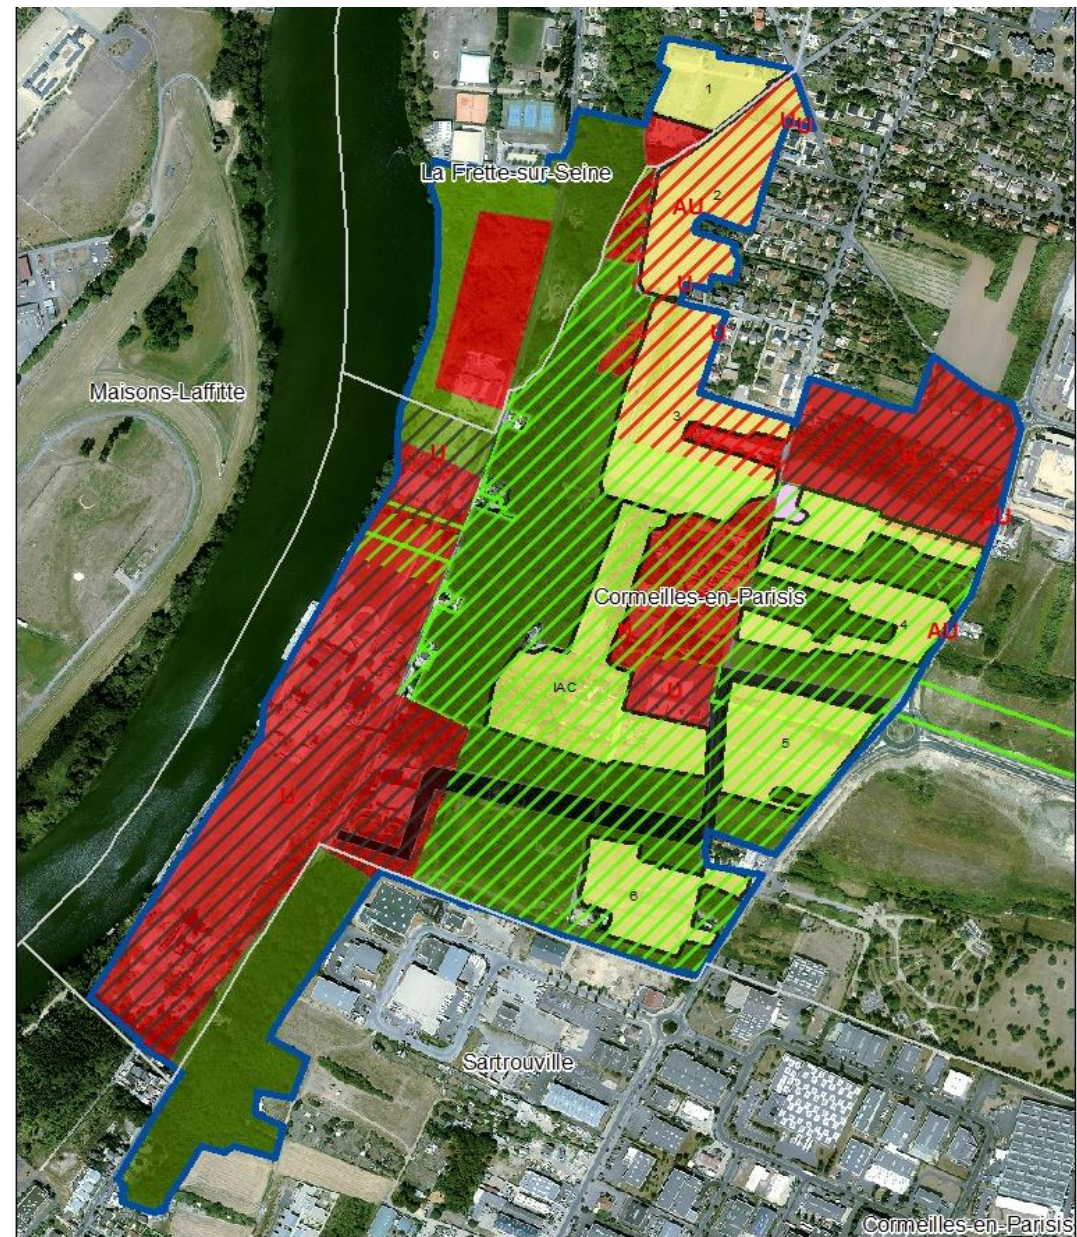 1
U
U
La Frette-sur-Seine
2
AU
U
U
Maisons-Laffitte
3
U
AU
Cormeilles-en-Parisis
4
AU
IAC
U
5
U
6
Sartrouville
Cormeilles-en-Parisis